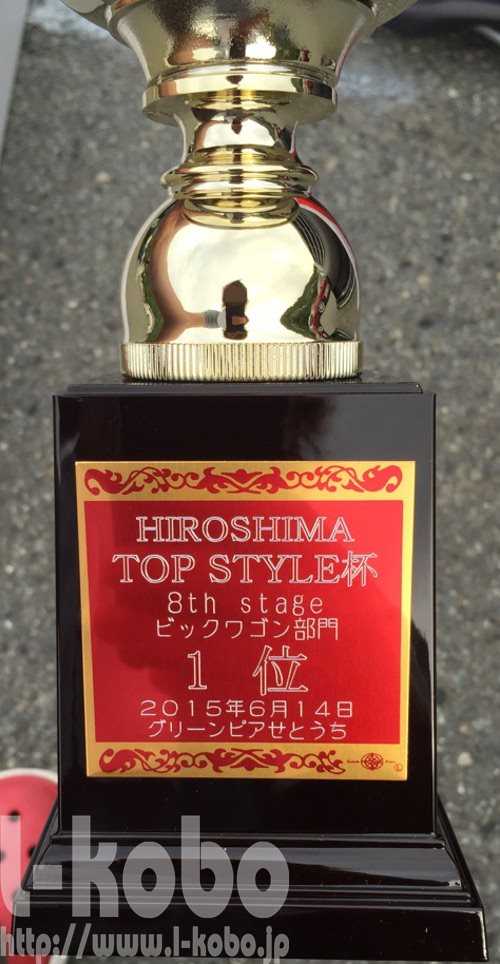 HIROSHIMA
TOP STYLE杯
8th stage
ビックワゴン部門
1 位
2015年6月14日
グリーンピアせとうち
l-kobo
http://www.l-kobo.jp